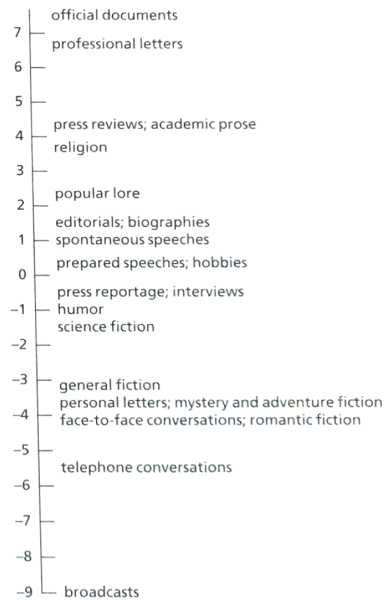 official documents
7
professional letters
6
5
press reviews; academic prose
4
religion
3
popular lore
2
editorials; biographies
1 spontaneous speeches
prepared speeches; hobbies
0
press reportage; interviews
−1 humor
science fiction
−2
−3
general fiction
personal letters; mystery and adventure fiction
−4
face-to-face conversations; romantic fiction
−5
telephone conversations
−6
−7
−8
−9 broadcasts